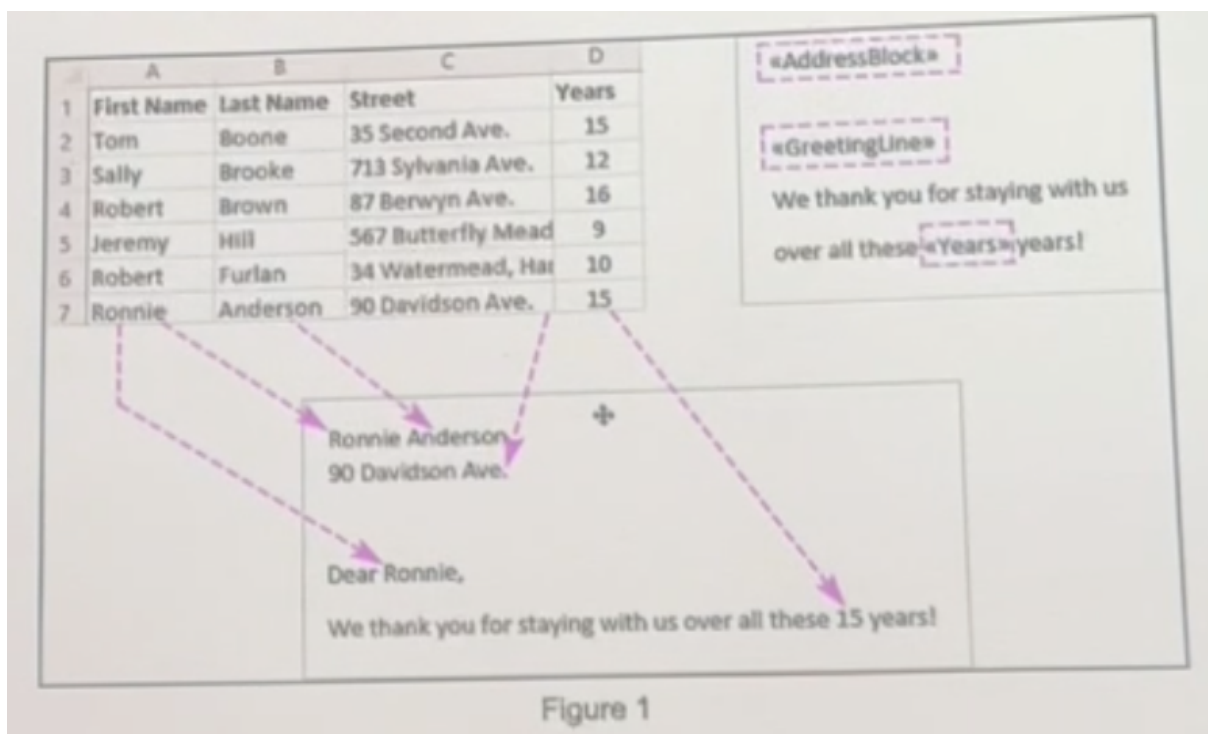 A B C D
1 First Name Last Name Street Years
2 Tom Boone 35 Second Ave. 15
3 Sally Brooke 713 Sylvania Ave. 12
4 Robert Brown 87 Berwyn Ave. 16
5 Jeremy Hill 567 Butterfly Mead 9
6 Robert Furlan 34 Watermead, Har 10
7 Ronnie Anderson 90 Davidson Ave. 15
«AddressBlock»
«GreetingLine»
We thank you for staying with us
over all these «Years» years!
Ronnie Anderson
90 Davidson Ave.
Dear Ronnie,
We thank you for staying with us over all these 15 years!
Figure 1